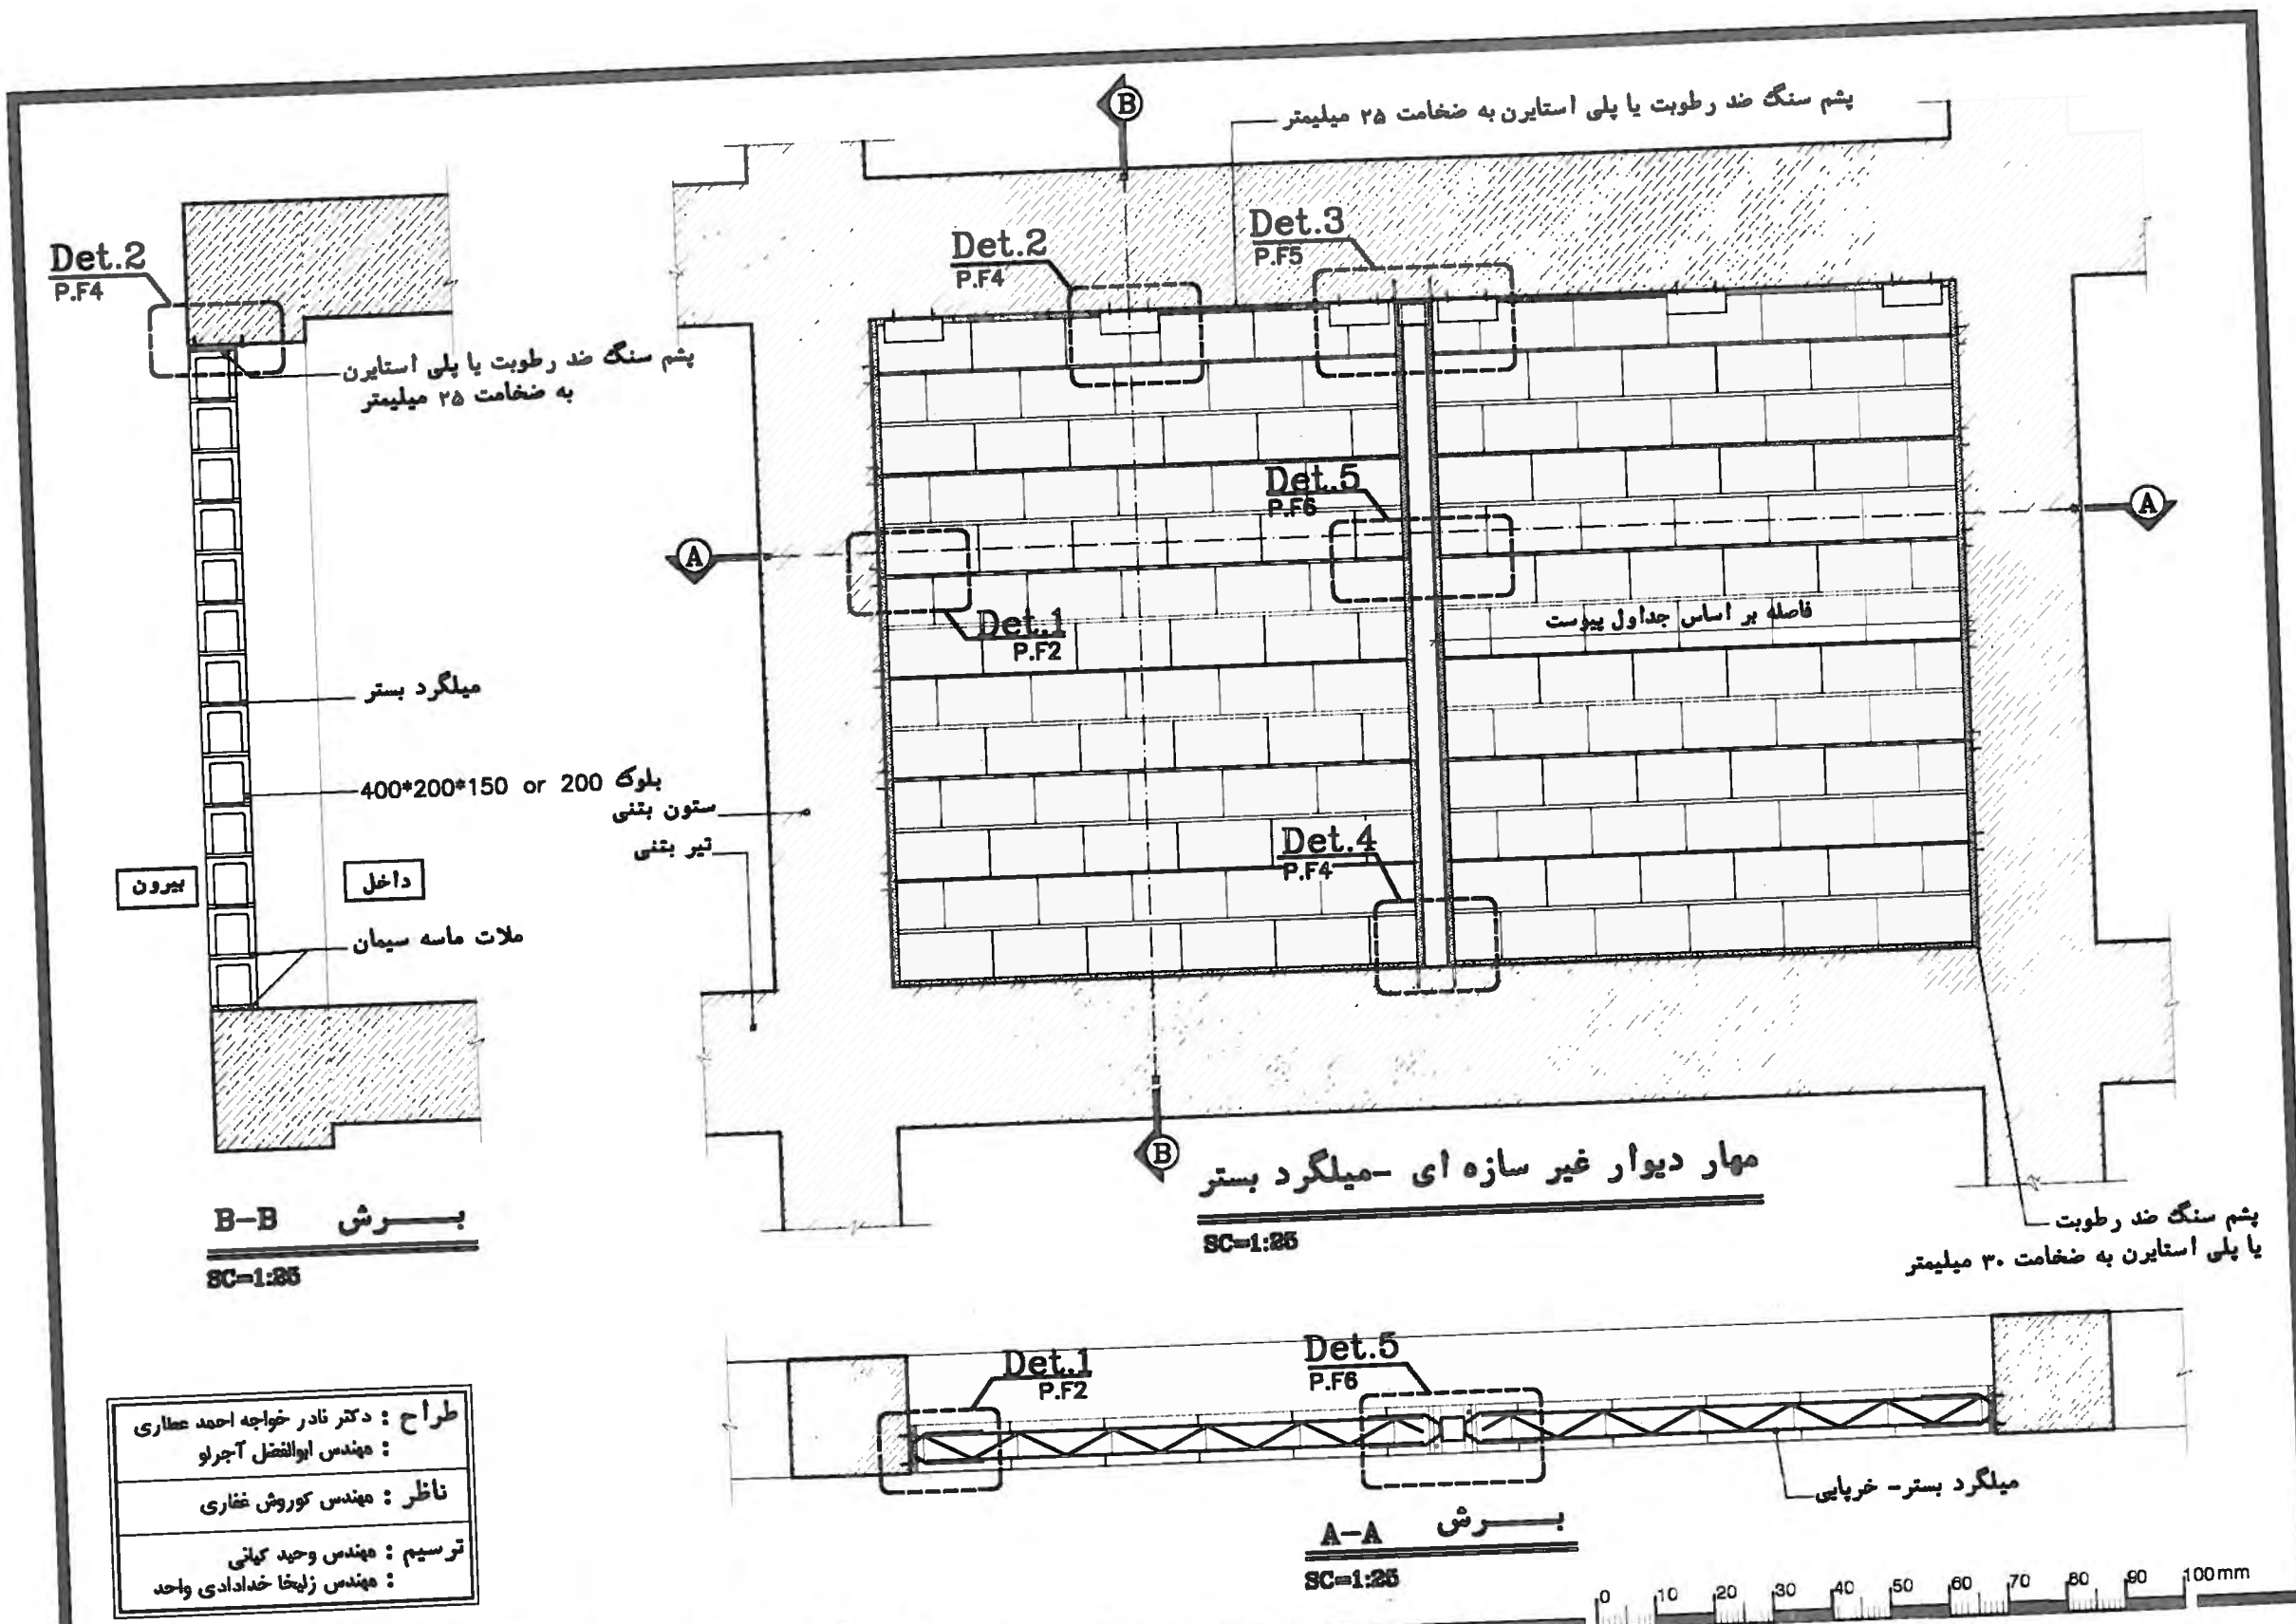 B
پشم سنگ ضد رطوبت یا پلی استایرن به ضخامت ۲۵ میلیمتر
Det.2
P.F4
Det.2
P.F4
Det.3
P.F5
پشم سنگ ضد رطوبت یا پلی استایرن
به ضخامت ۲۵ میلیمتر
Det.5
P.F6
A
A
Det.1
P.F2
فاصله بر اساس جداول پیوست
میلگرد بستر
بلوک 400*200*150 or 200
ستون بتنی
تیر بتنی
Det.4
P.F4
بیرون
داخل
ملات ماسه سیمان
B
مهار دیوار غیر سازه ای -میلگرد بستر
SC=1:25
برش B-B
SC=1:25
پشم سنگ ضد رطوبت
یا پلی استایرن به ضخامت ۳۰ میلیمتر
Det.1
P.F2
Det.5
P.F6
میلگرد بستر- خرپایی
برش A-A
SC=1:25
طراح : دکتر نادر خواجه احمد عطاری
: مهندس ابوالفضل آجرلو
ناظر : مهندس کوروش غفاری
ترسیم : مهندس وحید کیانی
: مهندس زلیخا خدادادی واحد
0 10 20 30 40 50 60 70 80 90 100mm